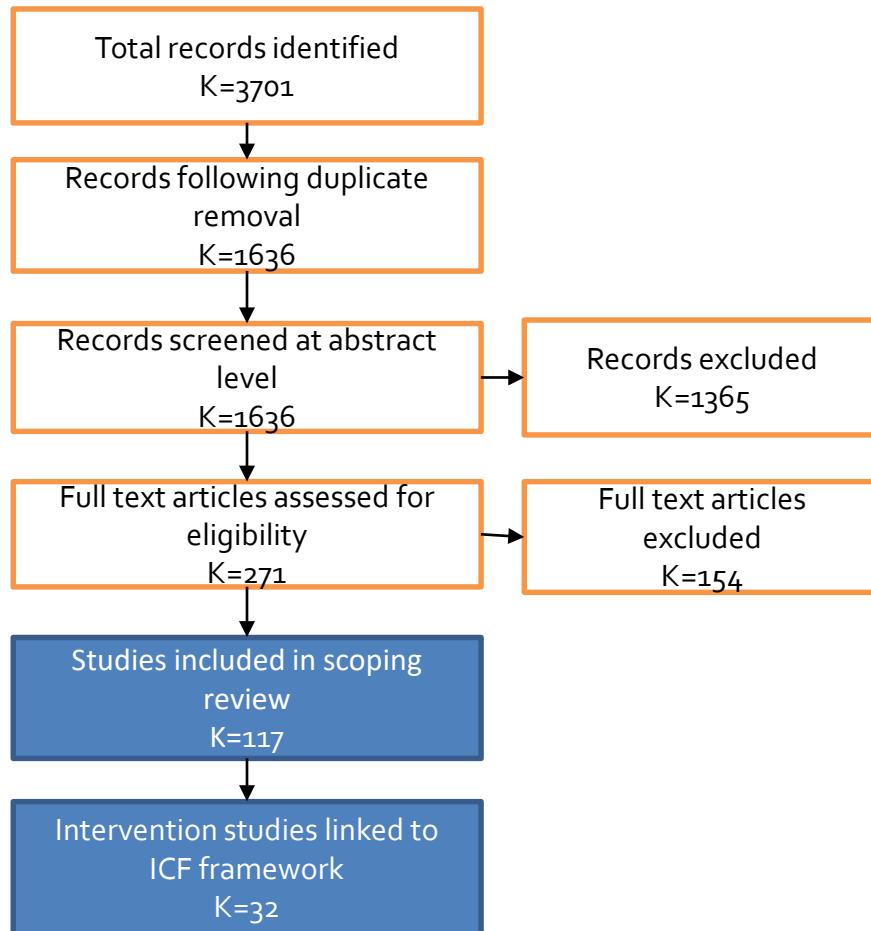 Total records identified
K=3701
Records following duplicate
removal
K=1636
Records screened at abstract
level
K=1636
Records excluded
K=1365
Full text articles assessed for
eligibility
K=271
Full text articles
excluded
K=154
Studies included in scoping
review
K=117
Intervention studies linked to
ICF framework
K=32